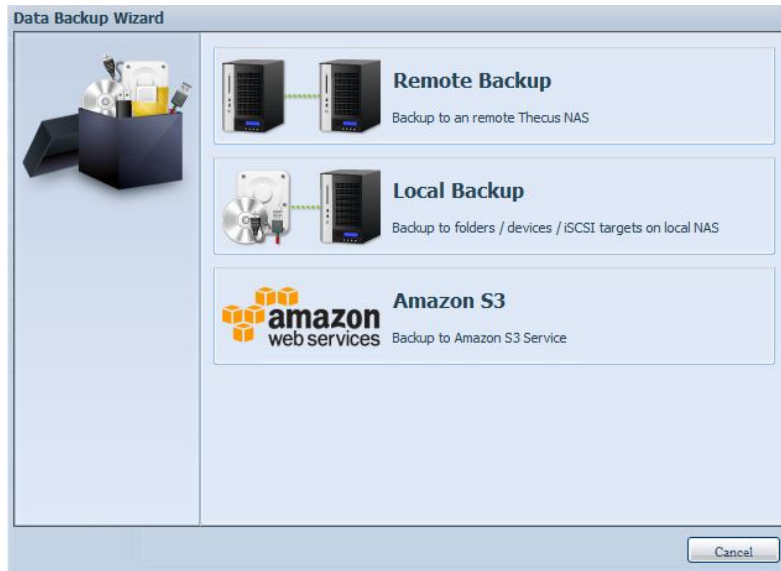 Data Backup Wizard
Remote Backup
Backup to an remote Thecus NAS
Local Backup
Backup to folders / devices / iSCSI targets on local NAS
amazon
web services
Amazon S3
Backup to Amazon S3 Service
Cancel